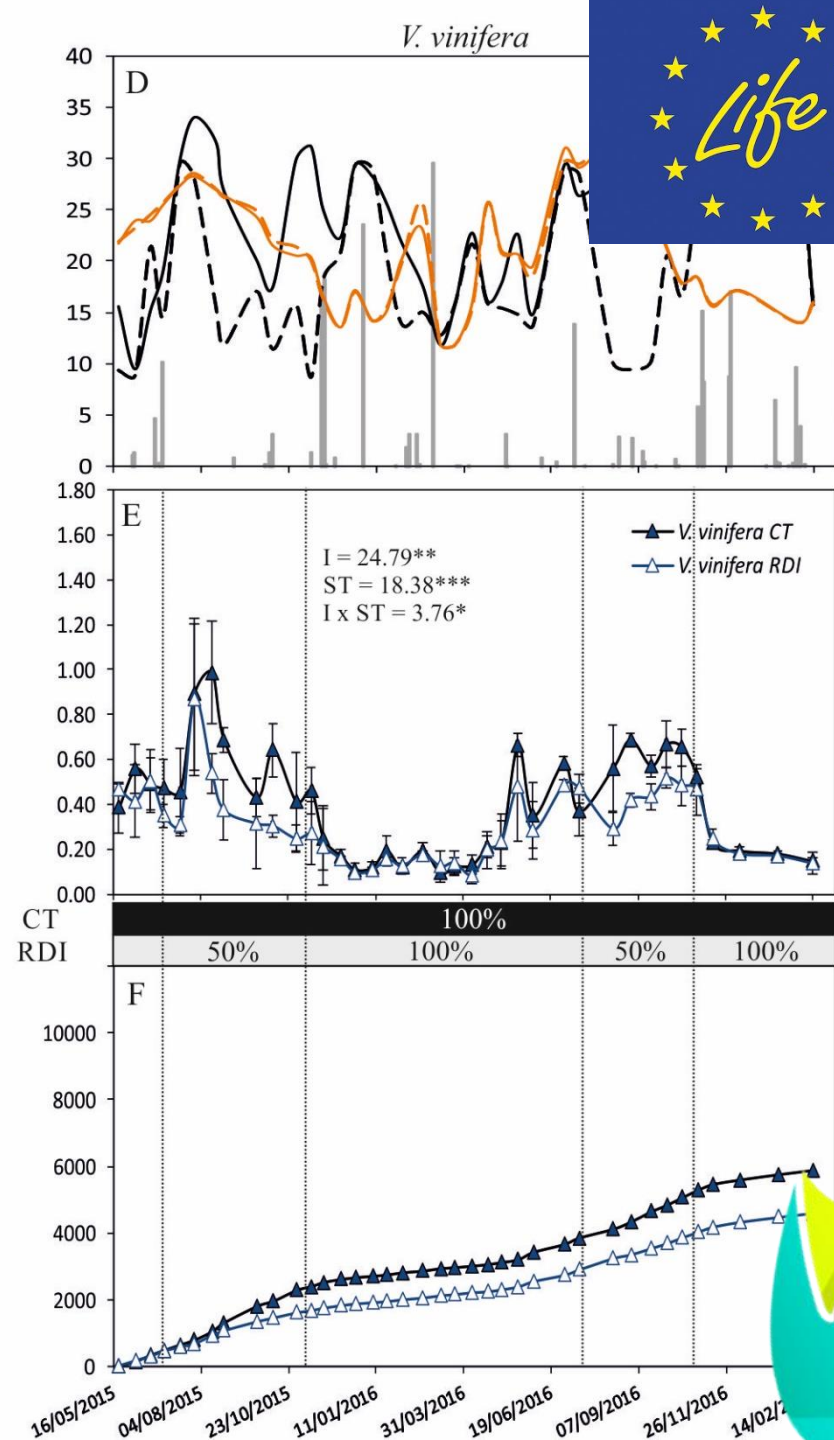 V. vinifera
Life
D
40
35
30
25
20
15
10
5
0
E
1.80
1.60
1.40
1.20
1.00
0.80
0.60
0.40
0.20
0.00
V. vinifera CT
V. vinifera RDI
I = 24.79**
ST = 18.38***
I x ST = 3.76*
CT 100%
RDI 50% 100% 50% 100%
F
10000
8000
6000
4000
2000
0
16/05/2015 04/08/2015 23/10/2015 11/01/2016 31/03/2016 19/06/2016 07/09/2016 26/11/2016 14/02/2